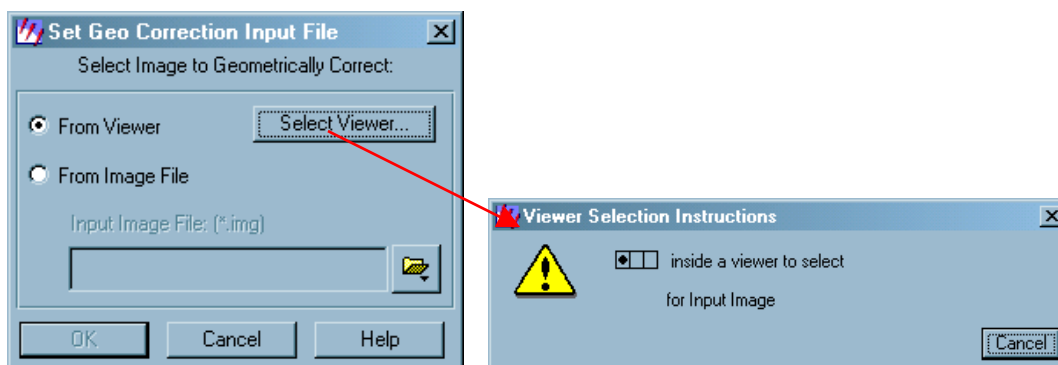 Set Geo Correction Input File
Select Image to Geometrically Correct:
From Viewer
Select Viewer...
From Image File
Input Image File: (*.img)
OK
Cancel
Help
Viewer Selection Instructions
inside a viewer to select
for Input Image
Cancel